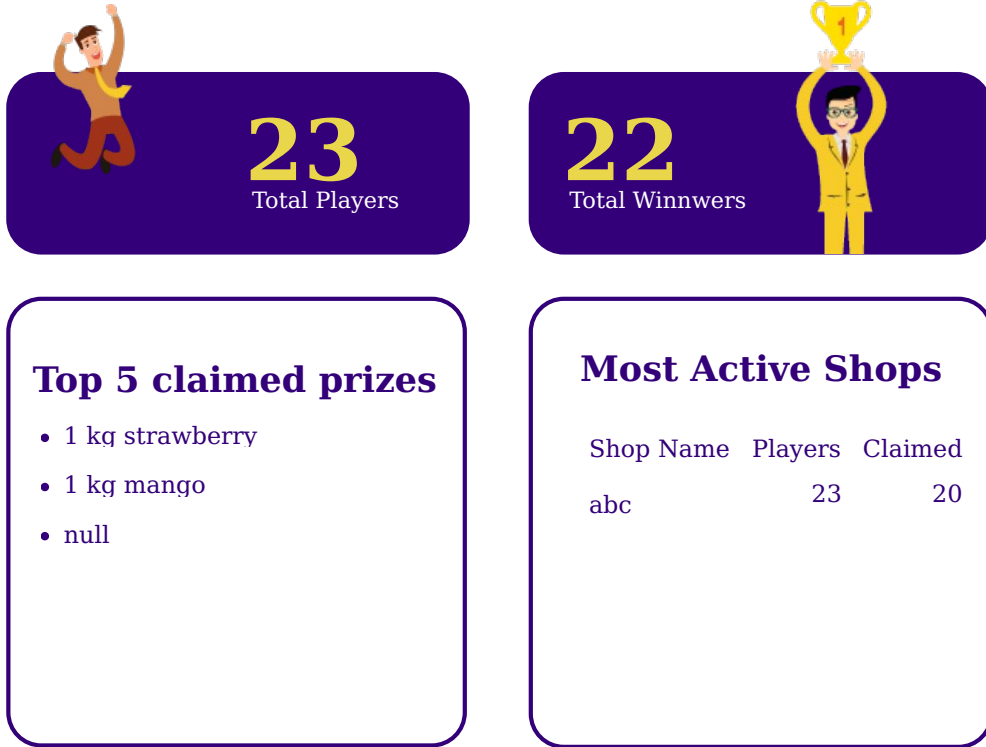 1
23
Total Players
22
Total Winnwers
Top 5 claimed prizes
1 kg strawberry
1 kg mango
null
Most Active Shops
Shop Name Players Claimed
abc 23 20